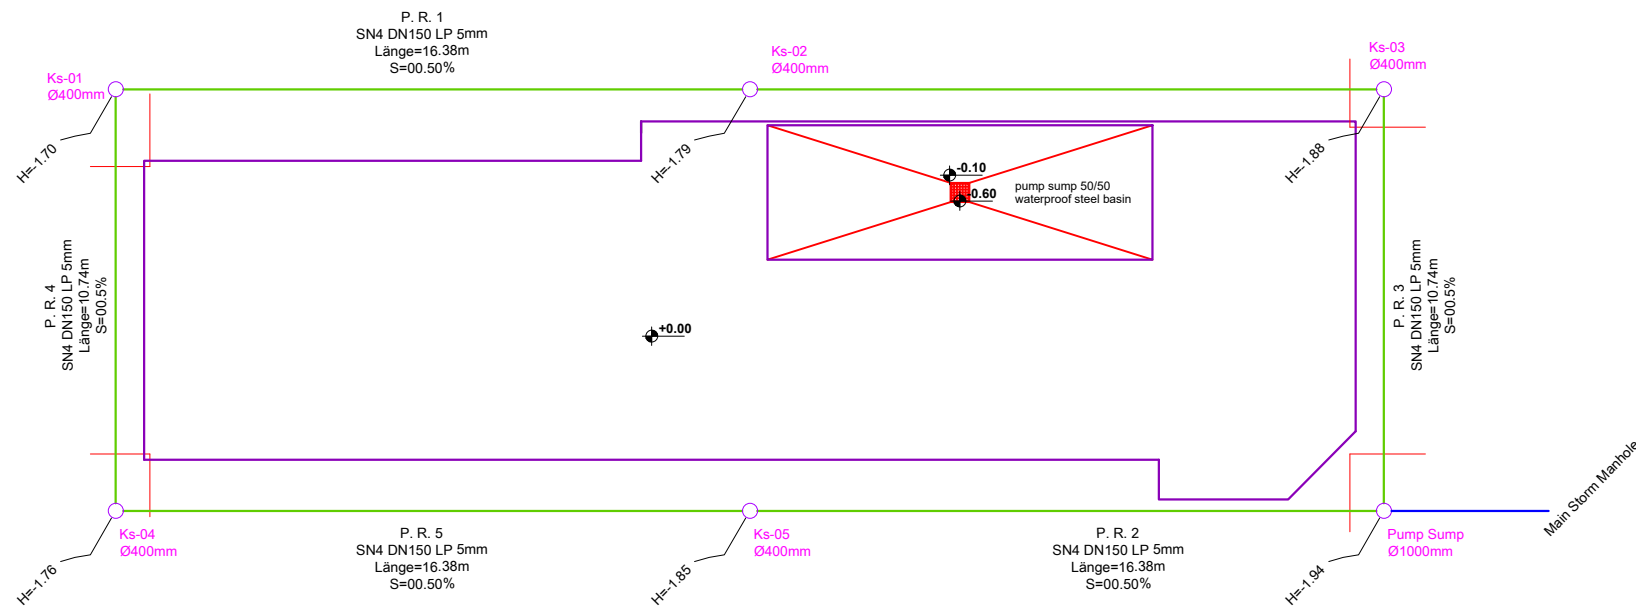 P. R. 1
SN4 DN150 LP 5mm
Länge=16.38m
S=00.50%
Ks-01
Ø400mm
Ks-02
Ø400mm
Ks-03
Ø400mm
H=-1.70
H=-1.79
H=-1.88
-0.10
-0.60
pump sump 50/50
waterproof steel basin
P. R. 4
SN4 DN150 LP 5mm
Länge=10.74m
S=00.5%
+0.00
P. R. 3
SN4 DN150 LP 5mm
Länge=10.74m
S=00.5%
Main Storm Manhole
Ks-04
Ø400mm
P. R. 5
SN4 DN150 LP 5mm
Länge=16.38m
S=00.50%
Ks-05
Ø400mm
P. R. 2
SN4 DN150 LP 5mm
Länge=16.38m
S=00.50%
Pump Sump
Ø1000mm
H=-1.76
H=-1.85
H=-1.94